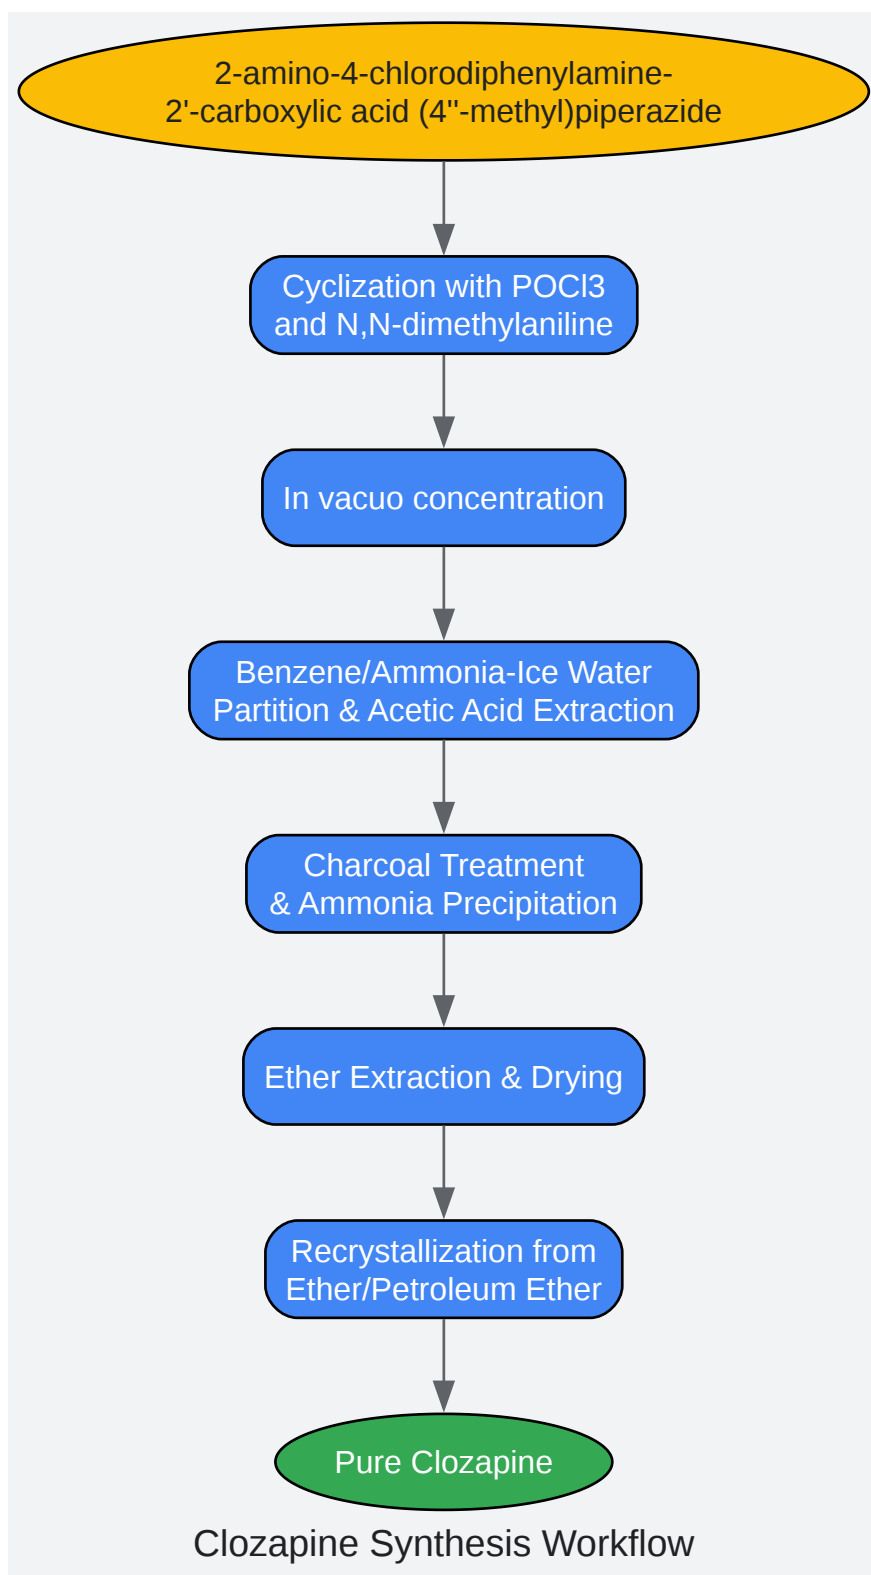 2-amino-4-chlorodiphenylamine-
2'-carboxylic acid (4''-methyl)piperazide
Cyclization with POCl3
and N,N-dimethylaniline
In vacuo concentration
Benzene/Ammonia-Ice Water
Partition & Acetic Acid Extraction
Charcoal Treatment
& Ammonia Precipitation
Ether Extraction & Drying
Recrystallization from
Ether/Petroleum Ether
Pure Clozapine
Clozapine Synthesis Workflow